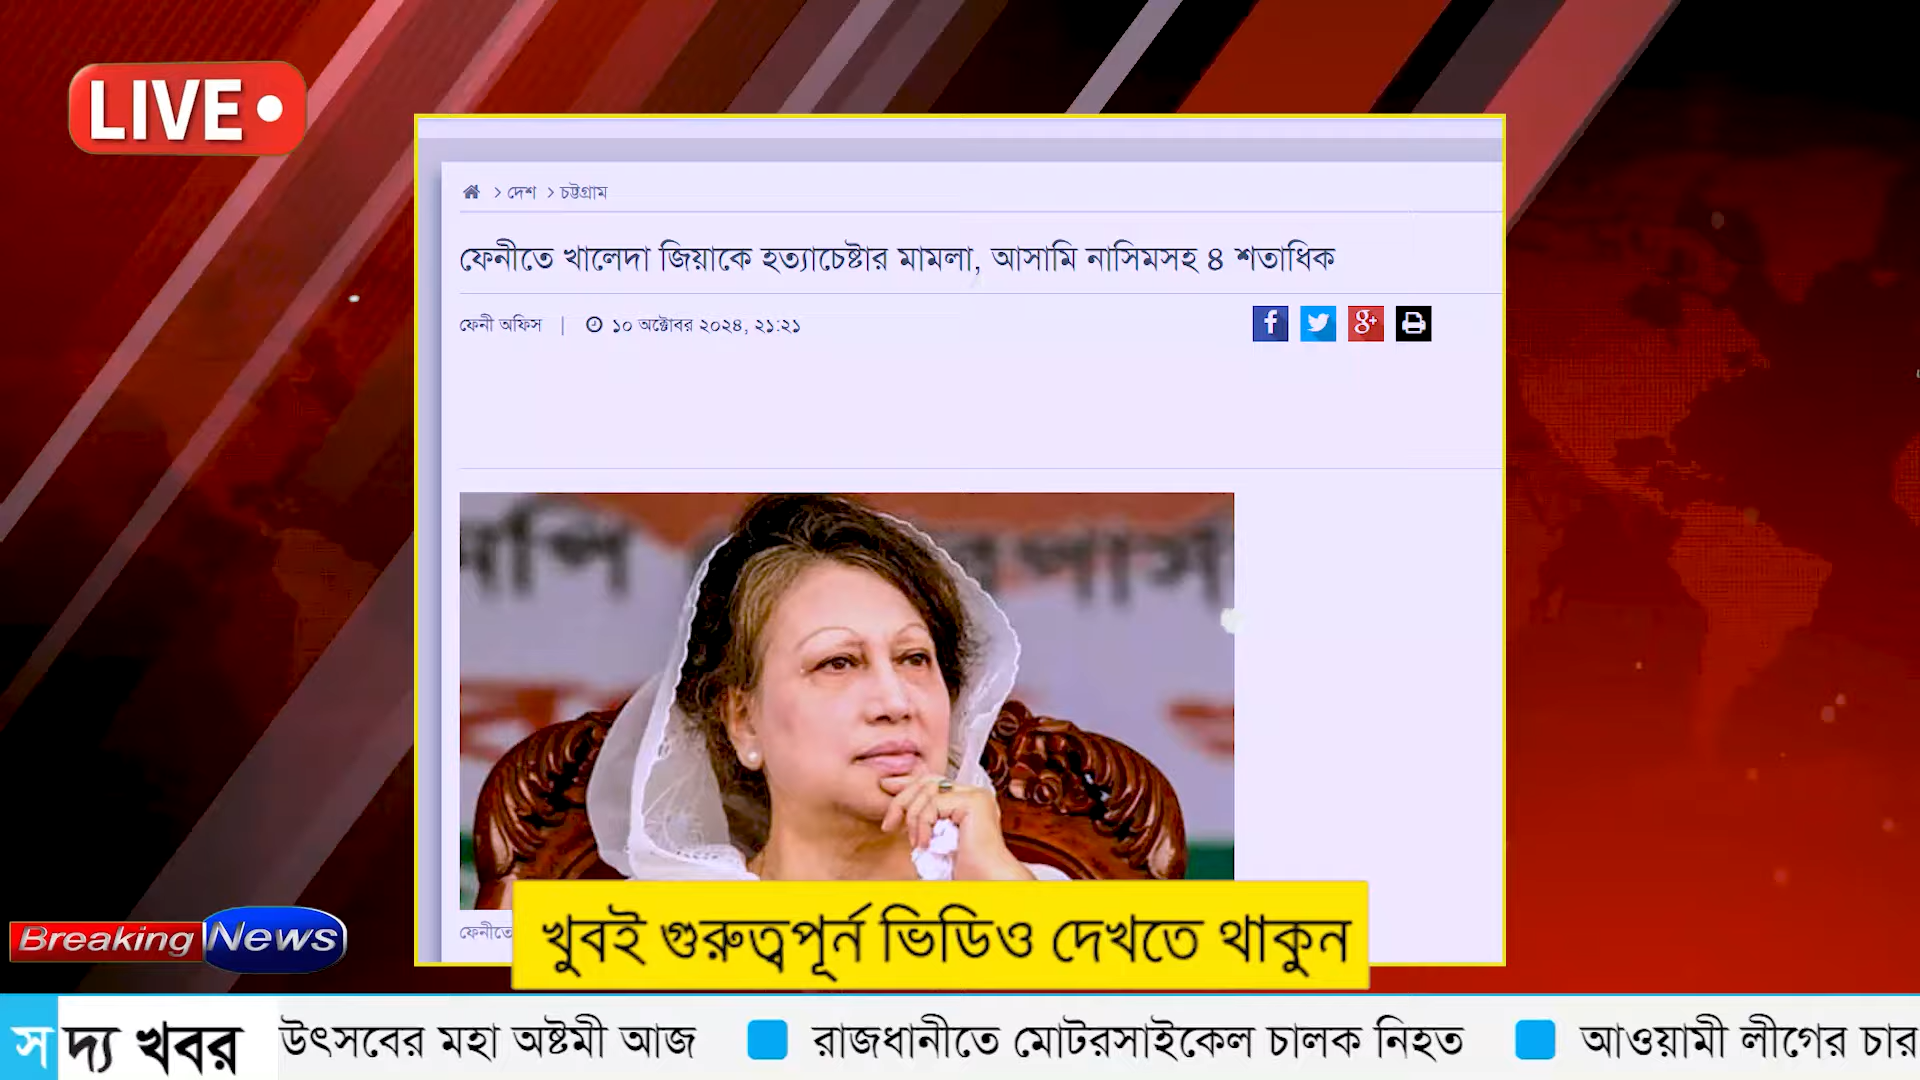 LIVE
দেশ চট্টগ্রাম
ফেনীতে খালেদা জিয়াকে হত্যাচেষ্টার মামলা, আসামি নাসিমসহ ৪ শতাধিক
ফেনী অফিস | ১০ অক্টোবর ২০২৪, ২১:২১
ফেনীতে
খুবই গুরুত্বপূর্ন ভিডিও দেখতে থাকুন
Breaking News
সদ্য খবর উৎসবের মহা অষ্টমী আজ রাজধানীতে মোটরসাইকেল চালক নিহত আওয়ামী লীগের চার